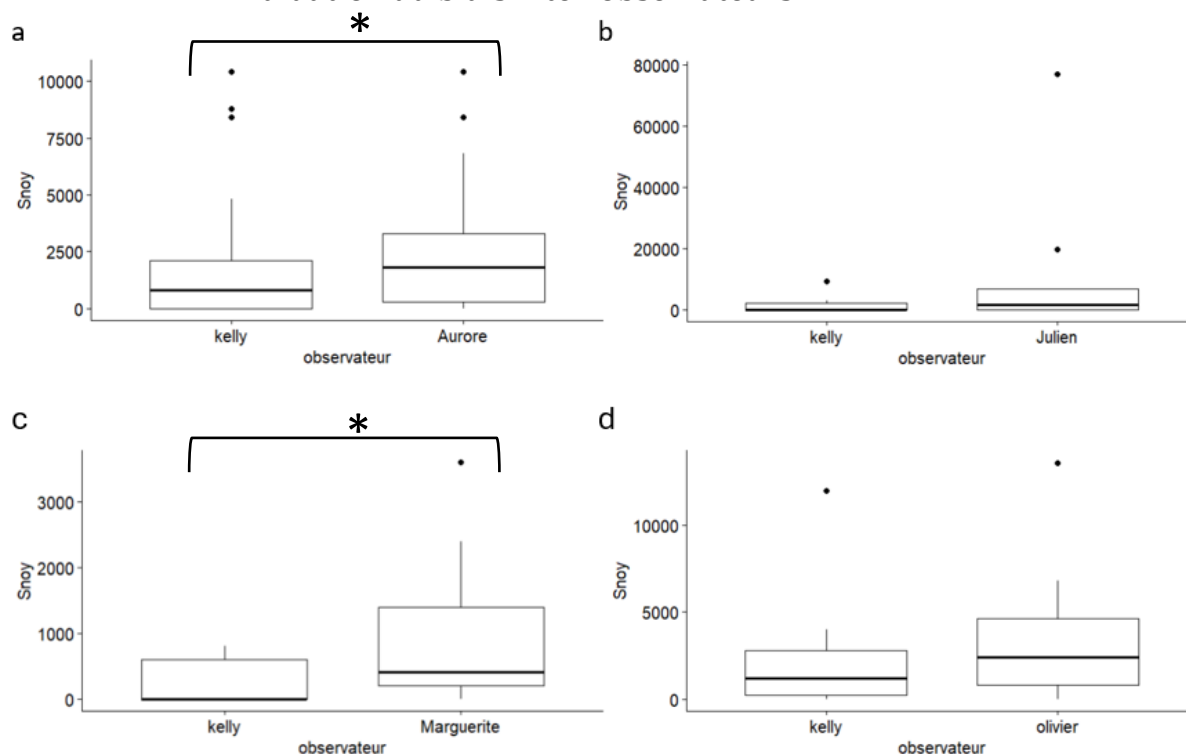 *
a
10000
7500
5000
2500
0
Snoy
kelly
Aurore
observateur
b
80000
60000
40000
20000
0
Snoy
kelly
Julien
observateur
c
*
3000
2000
1000
0
Snoy
kelly
Marguerite
observateur
d
10000
5000
0
Snoy
kelly
olivier
observateur